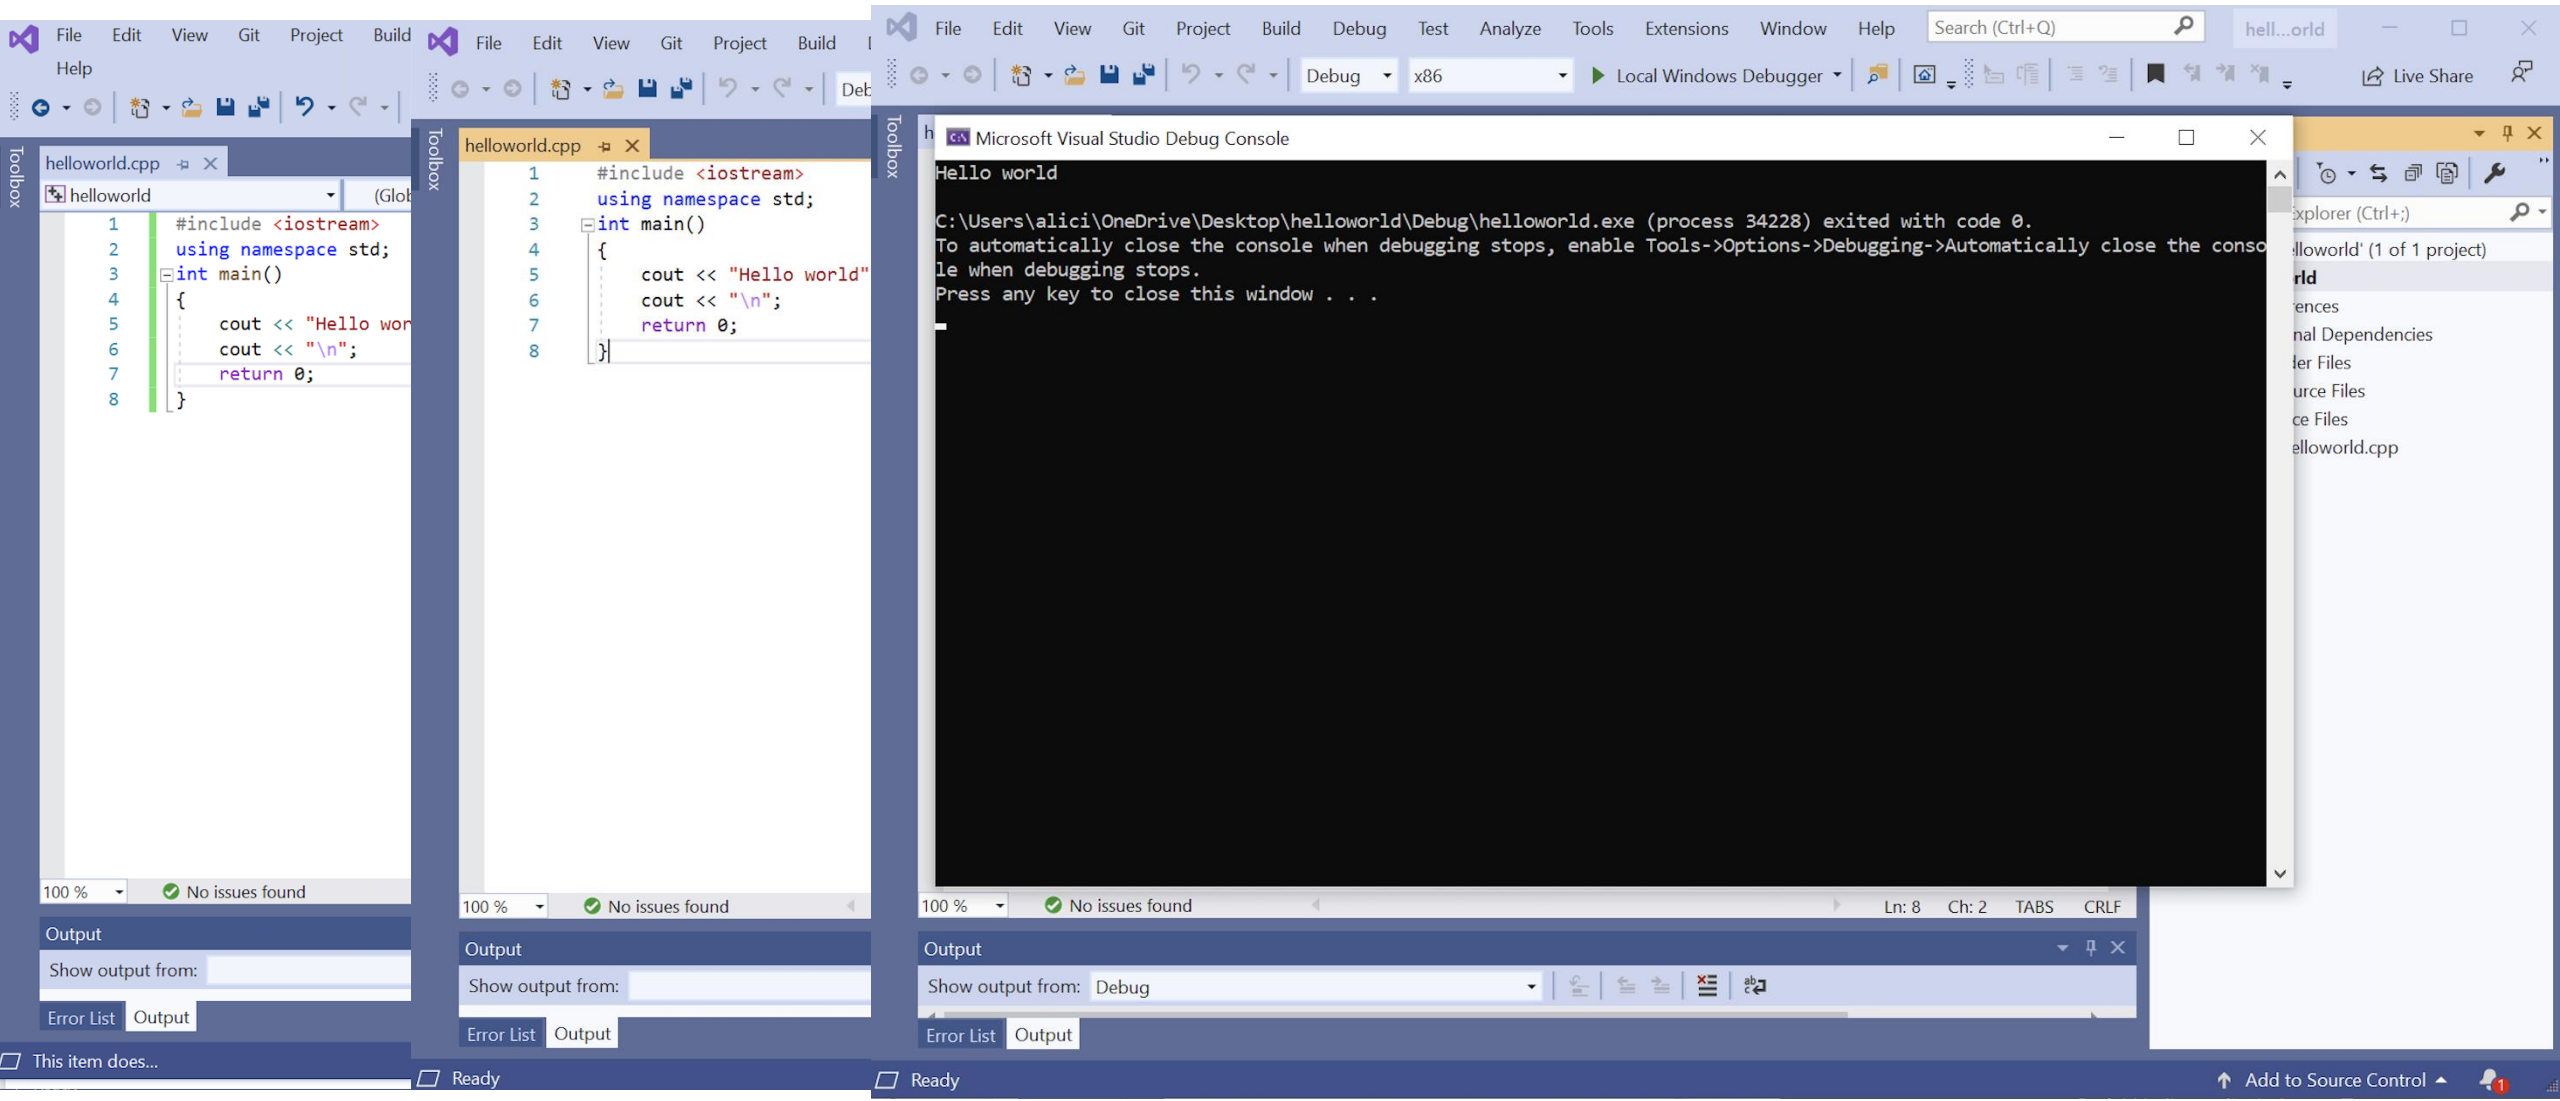 File Edit View Git Project Build
Help
Toolbox
helloworld.cpp
helloworld
(Glob
1 #include <iostream>
2 using namespace std;
3 int main()
4 {
5 cout << "Hello wor
6 cout << "\n";
7 return 0;
8 }
100 % No issues found
Output
Show output from:
Error List Output
This item does...
File Edit View Git Project Build
Deb
Toolbox
helloworld.cpp
1 #include <iostream>
2 using namespace std;
3 int main()
4 {
5 cout << "Hello world"
6 cout << "\n";
7 return 0;
8 }
100 % No issues found
Output
Show output from:
Error List Output
Ready
File Edit View Git Project Build Debug Test Analyze Tools Extensions Window Help Search (Ctrl+Q) hell...orld
Debug x86 Local Windows Debugger Live Share
Toolbox
h
Microsoft Visual Studio Debug Console
Hello world
C:\Users\alici\OneDrive\Desktop\helloworld\Debug\helloworld.exe (process 34228) exited with code 0.
To automatically close the console when debugging stops, enable Tools->Options->Debugging->Automatically close the conso
le when debugging stops.
Press any key to close this window . . .
xplorer (Ctrl+;)
lloworld' (1 of 1 project)
rld
ences
nal Dependencies
der Files
urce Files
ce Files
elloworld.cpp
100 % No issues found Ln: 8 Ch: 2 TABS CRLF
Output
Show output from: Debug
Error List Output
Ready Add to Source Control 1